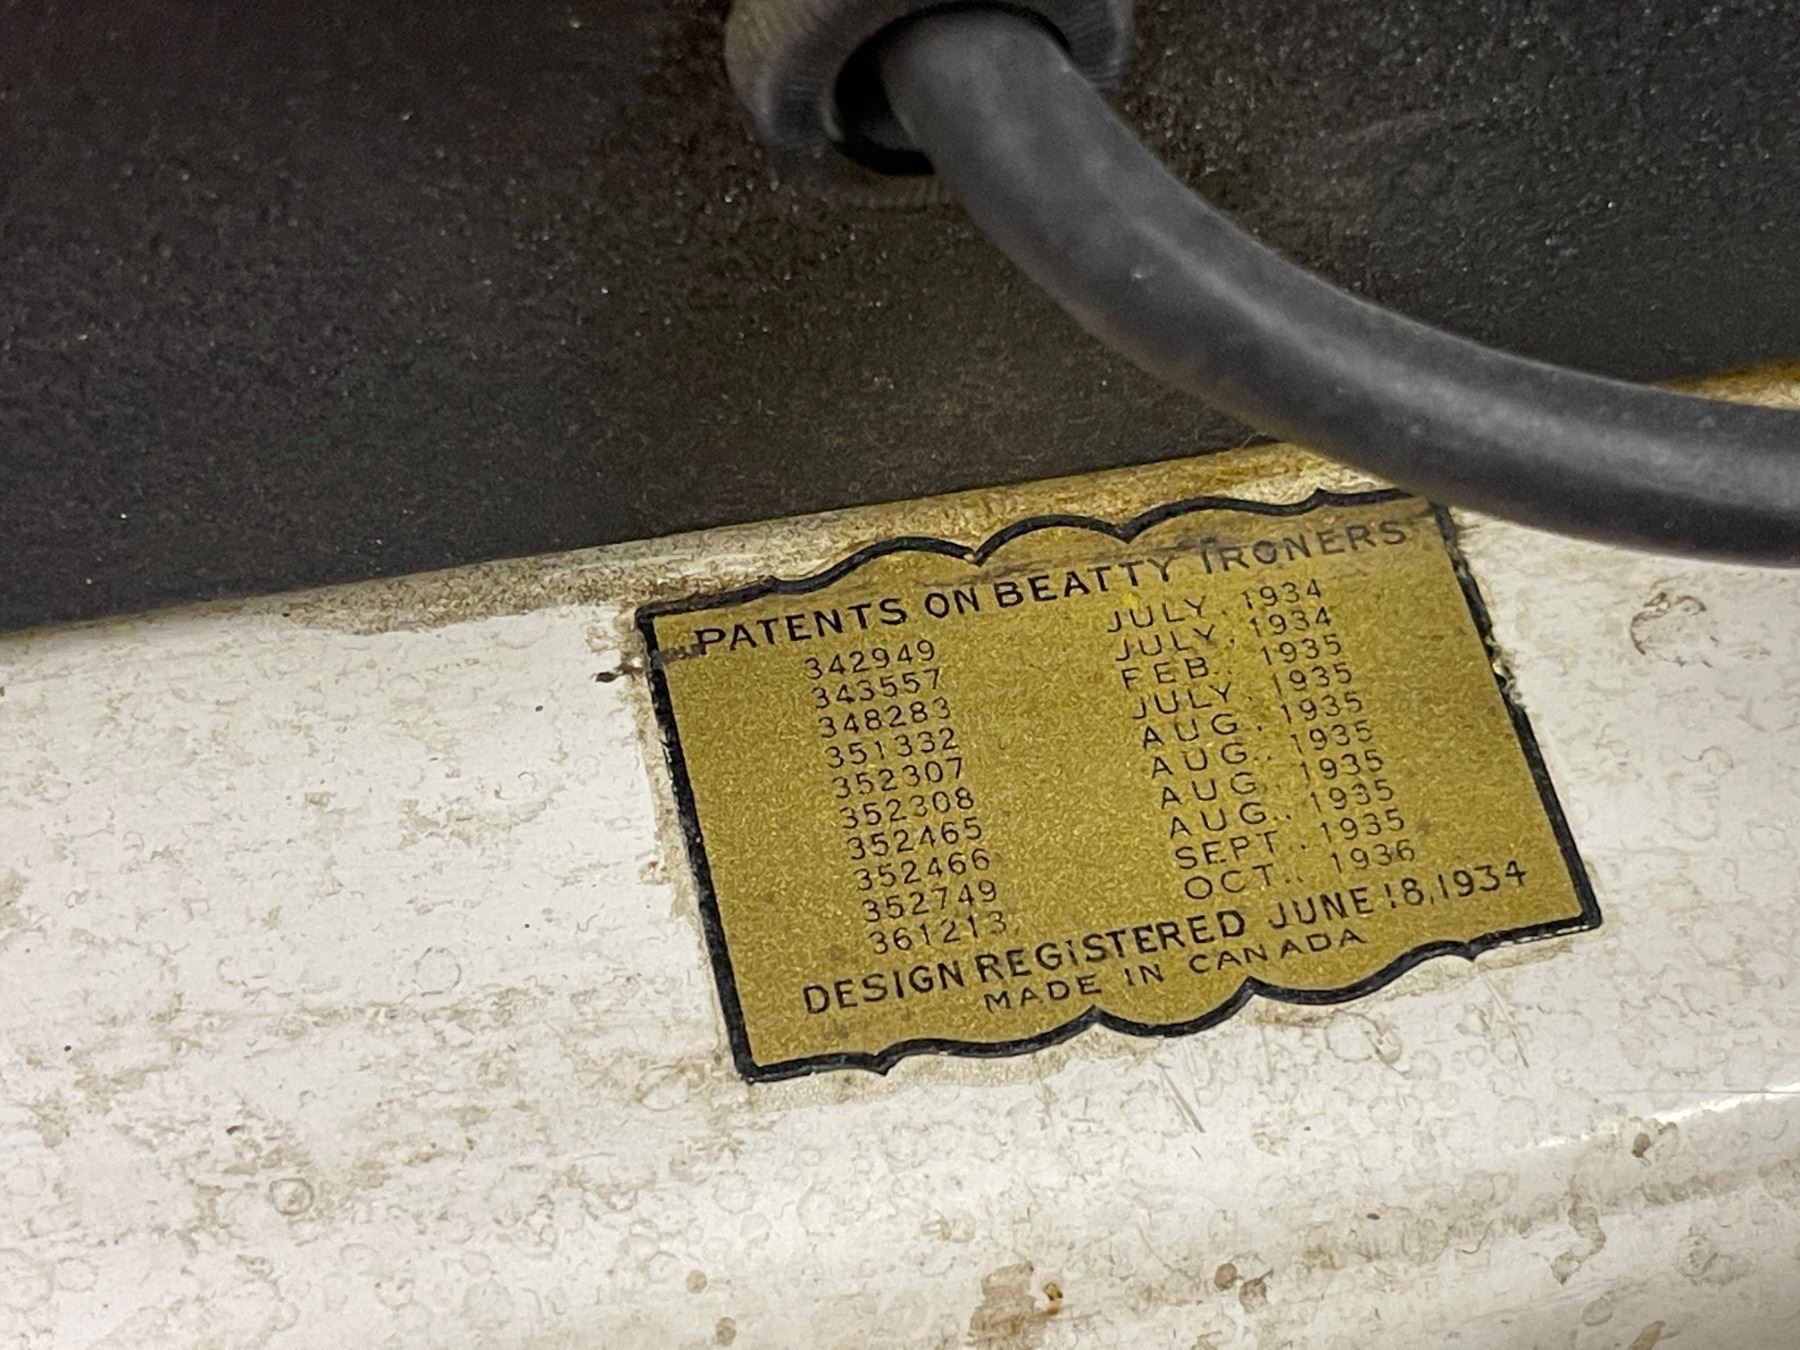 PATENTS ON BEATTY IRONERS
342949 JULY, 1934
343557 JULY, 1934
348283 FEB., 1935
351332 JULY, 1935
352307 AUG., 1935
352308 AUG., 1935
352465 AUG., 1935
352466 AUG., 1935
352749 SEPT., 1935
361213 OCT., 1936
DESIGN REGISTERED JUNE 18, 1934
MADE IN CANADA